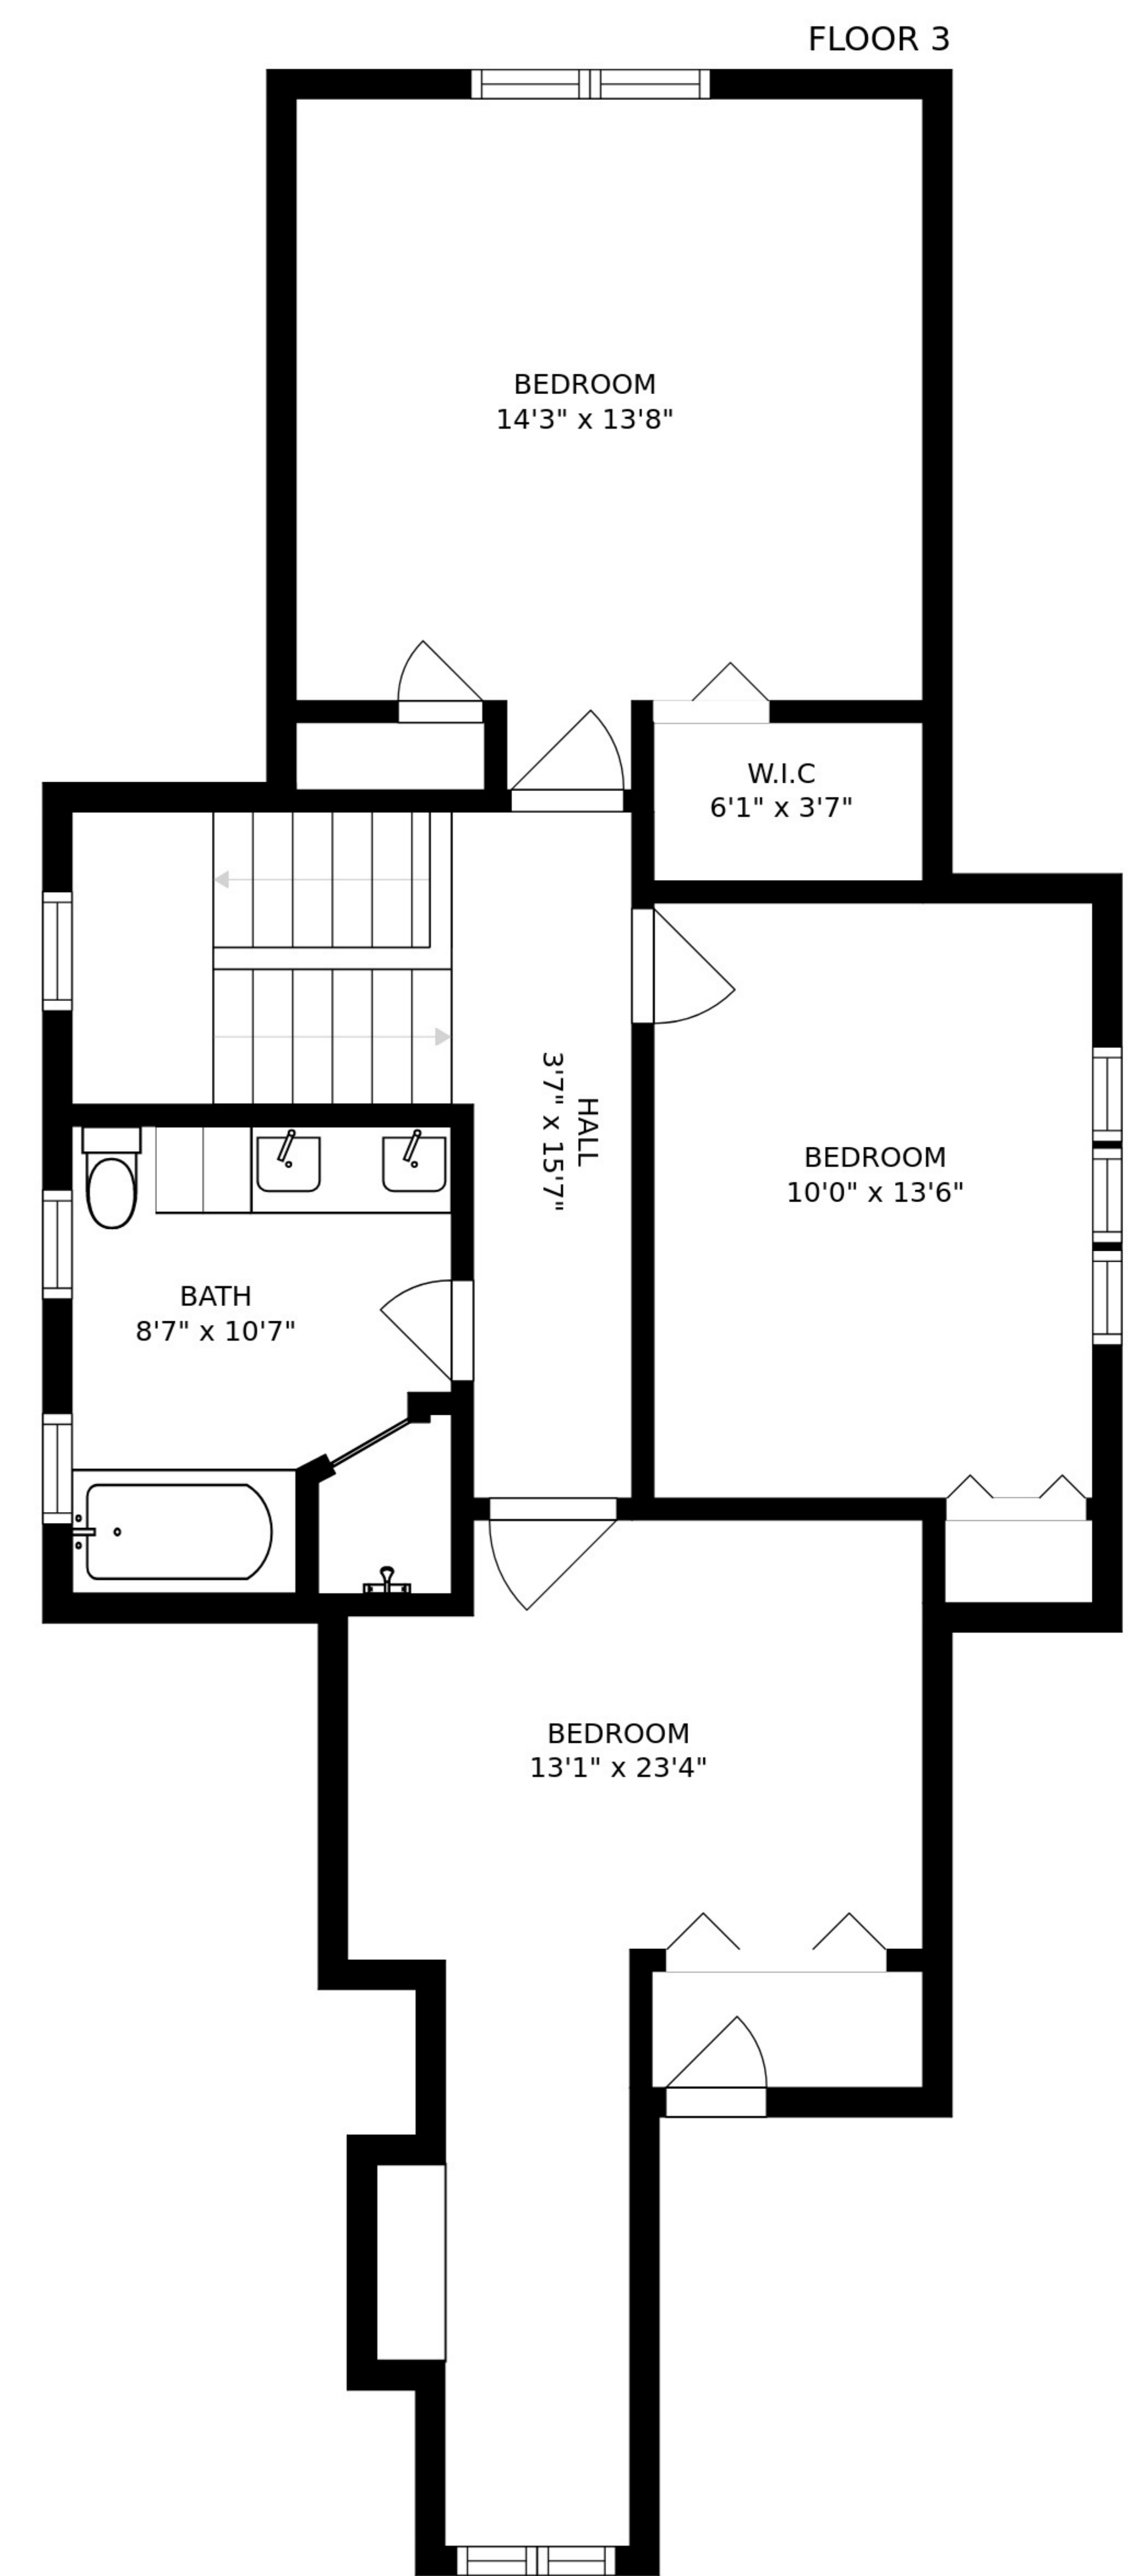 FLOOR 3
BEDROOM
14'3" x 13'8"
W.I.C
6'1" x 3'7"
HALL
3'7" x 15'7"
BEDROOM
10'0" x 13'6"
BATH
8'7" x 10'7"
BEDROOM
13'1" x 23'4"